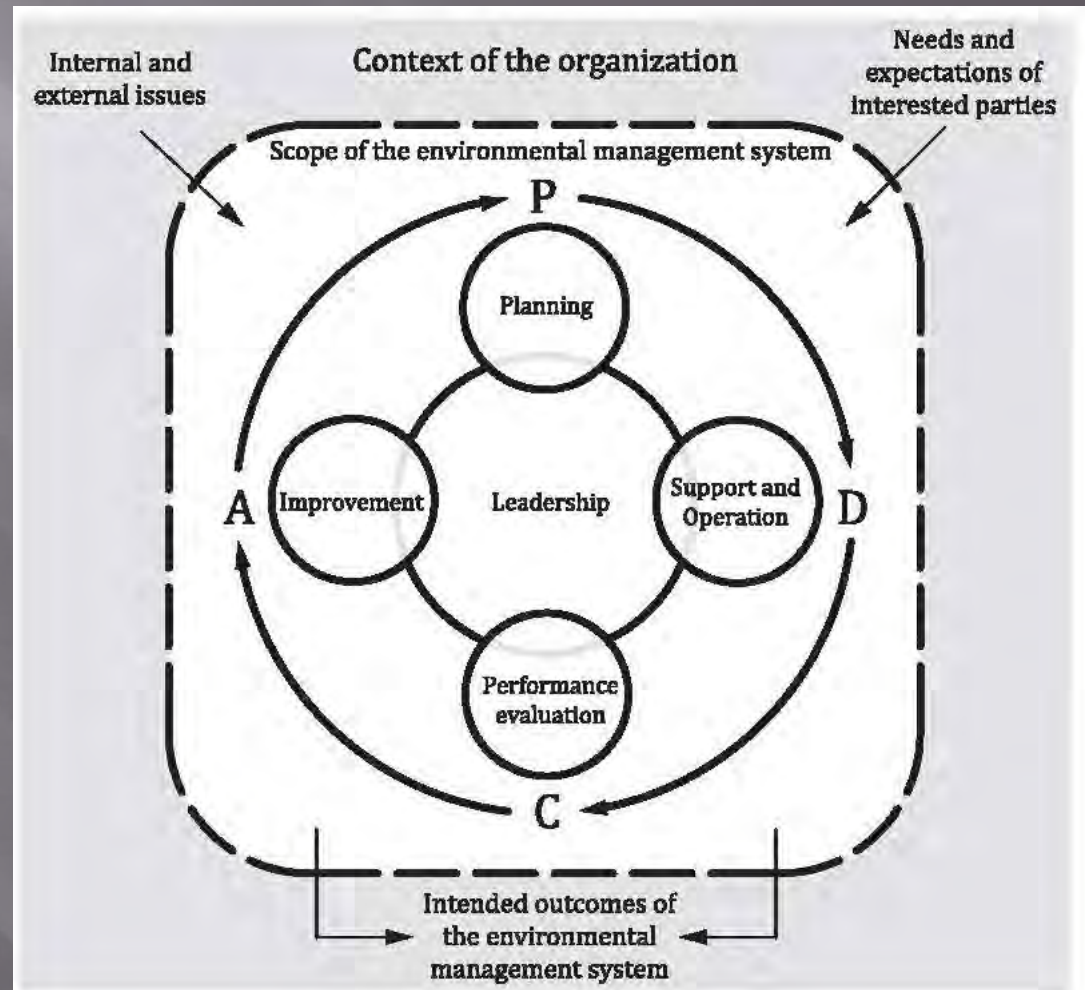 Context of the organization
Internal and
external issues
Needs and
expectations of
interested parties
Scope of the environmental management system
P
Planning
A
Improvement
Leadership
Support and
Operation
D
Performance
evaluation
C
Intended outcomes of
the environmental
management system